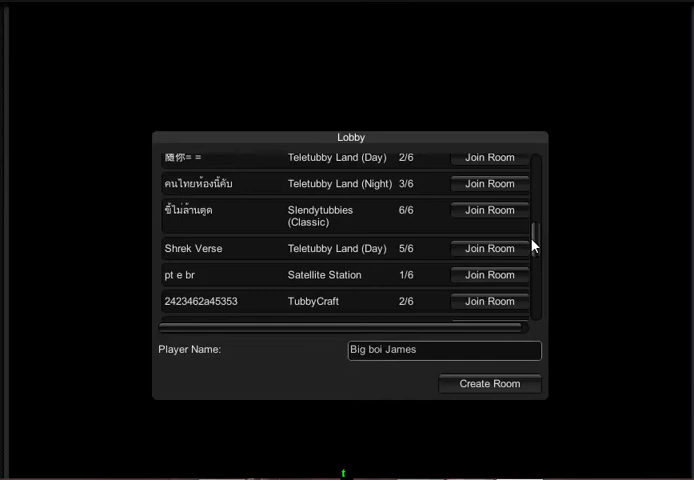 Lobby
隨你= = Teletubby Land (Day) 2/6 Join Room
คนไทยห้องนี้คับ Teletubby Land (Night) 3/6 Join Room
ขี้ไม่ล้านตูด Slendytubbies (Classic) 6/6 Join Room
Shrek Verse Teletubby Land (Day) 5/6 Join Room
pt e br Satellite Station 1/6 Join Room
2423462a45353 TubbyCraft 2/6 Join Room
Player Name: Big boi James
Create Room
t